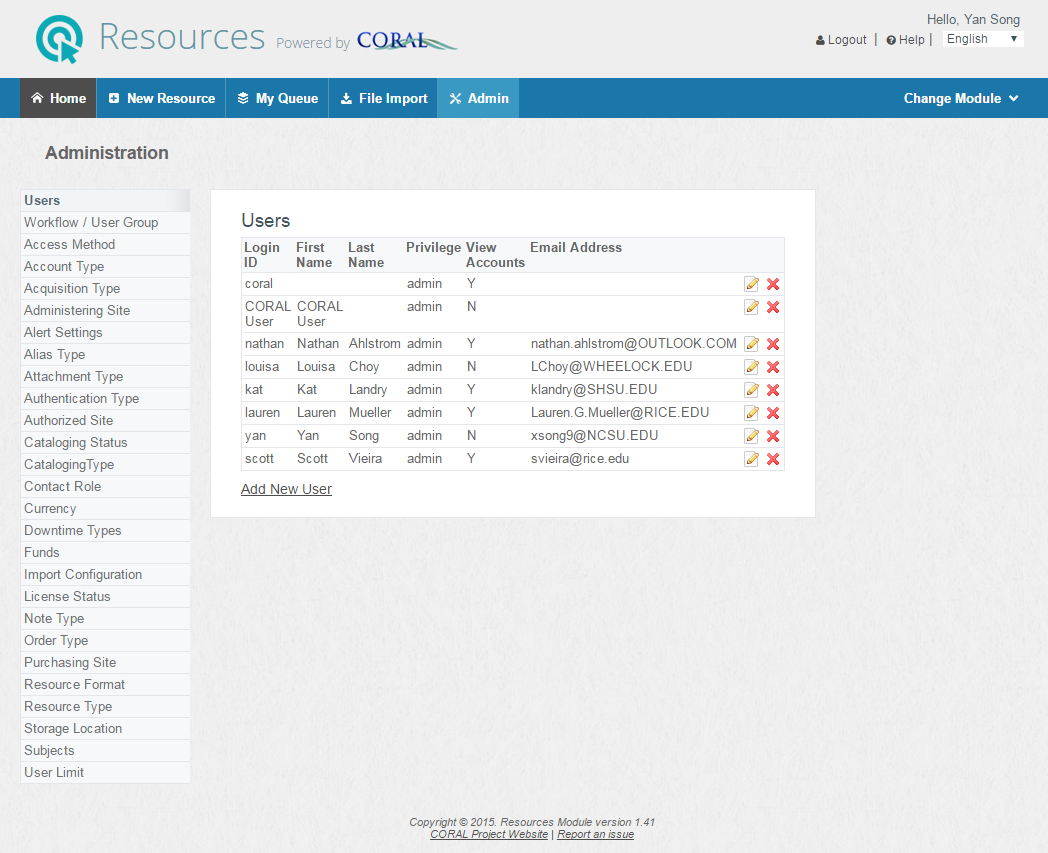 Resources Powered by CORAL
Hello, Yan Song
Logout | Help | English
Home New Resource My Queue File Import Admin Change Module
Administration
Users
Workflow / User Group
Access Method
Account Type
Acquisition Type
Administering Site
Alert Settings
Alias Type
Attachment Type
Authentication Type
Authorized Site
Cataloging Status
CatalogingType
Contact Role
Currency
Downtime Types
Funds
Import Configuration
License Status
Note Type
Order Type
Purchasing Site
Resource Format
Resource Type
Storage Location
Subjects
User Limit
Users
Login ID First Name Last Name Privilege View Accounts Email Address
coral admin Y
CORAL User CORAL User admin N
nathan Nathan Ahlstrom admin Y nathan.ahlstrom@OUTLOOK.COM
louisa Louisa Choy admin N LChoy@WHEELOCK.EDU
kat Kat Landry admin Y klandry@SHSU.EDU
lauren Lauren Mueller admin Y Lauren.G.Mueller@RICE.EDU
yan Yan Song admin N xsong9@NCSU.EDU
scott Scott Vieira admin Y svieira@rice.edu
Add New User
Copyright © 2015. Resources Module version 1.41
CORAL Project Website | Report an issue